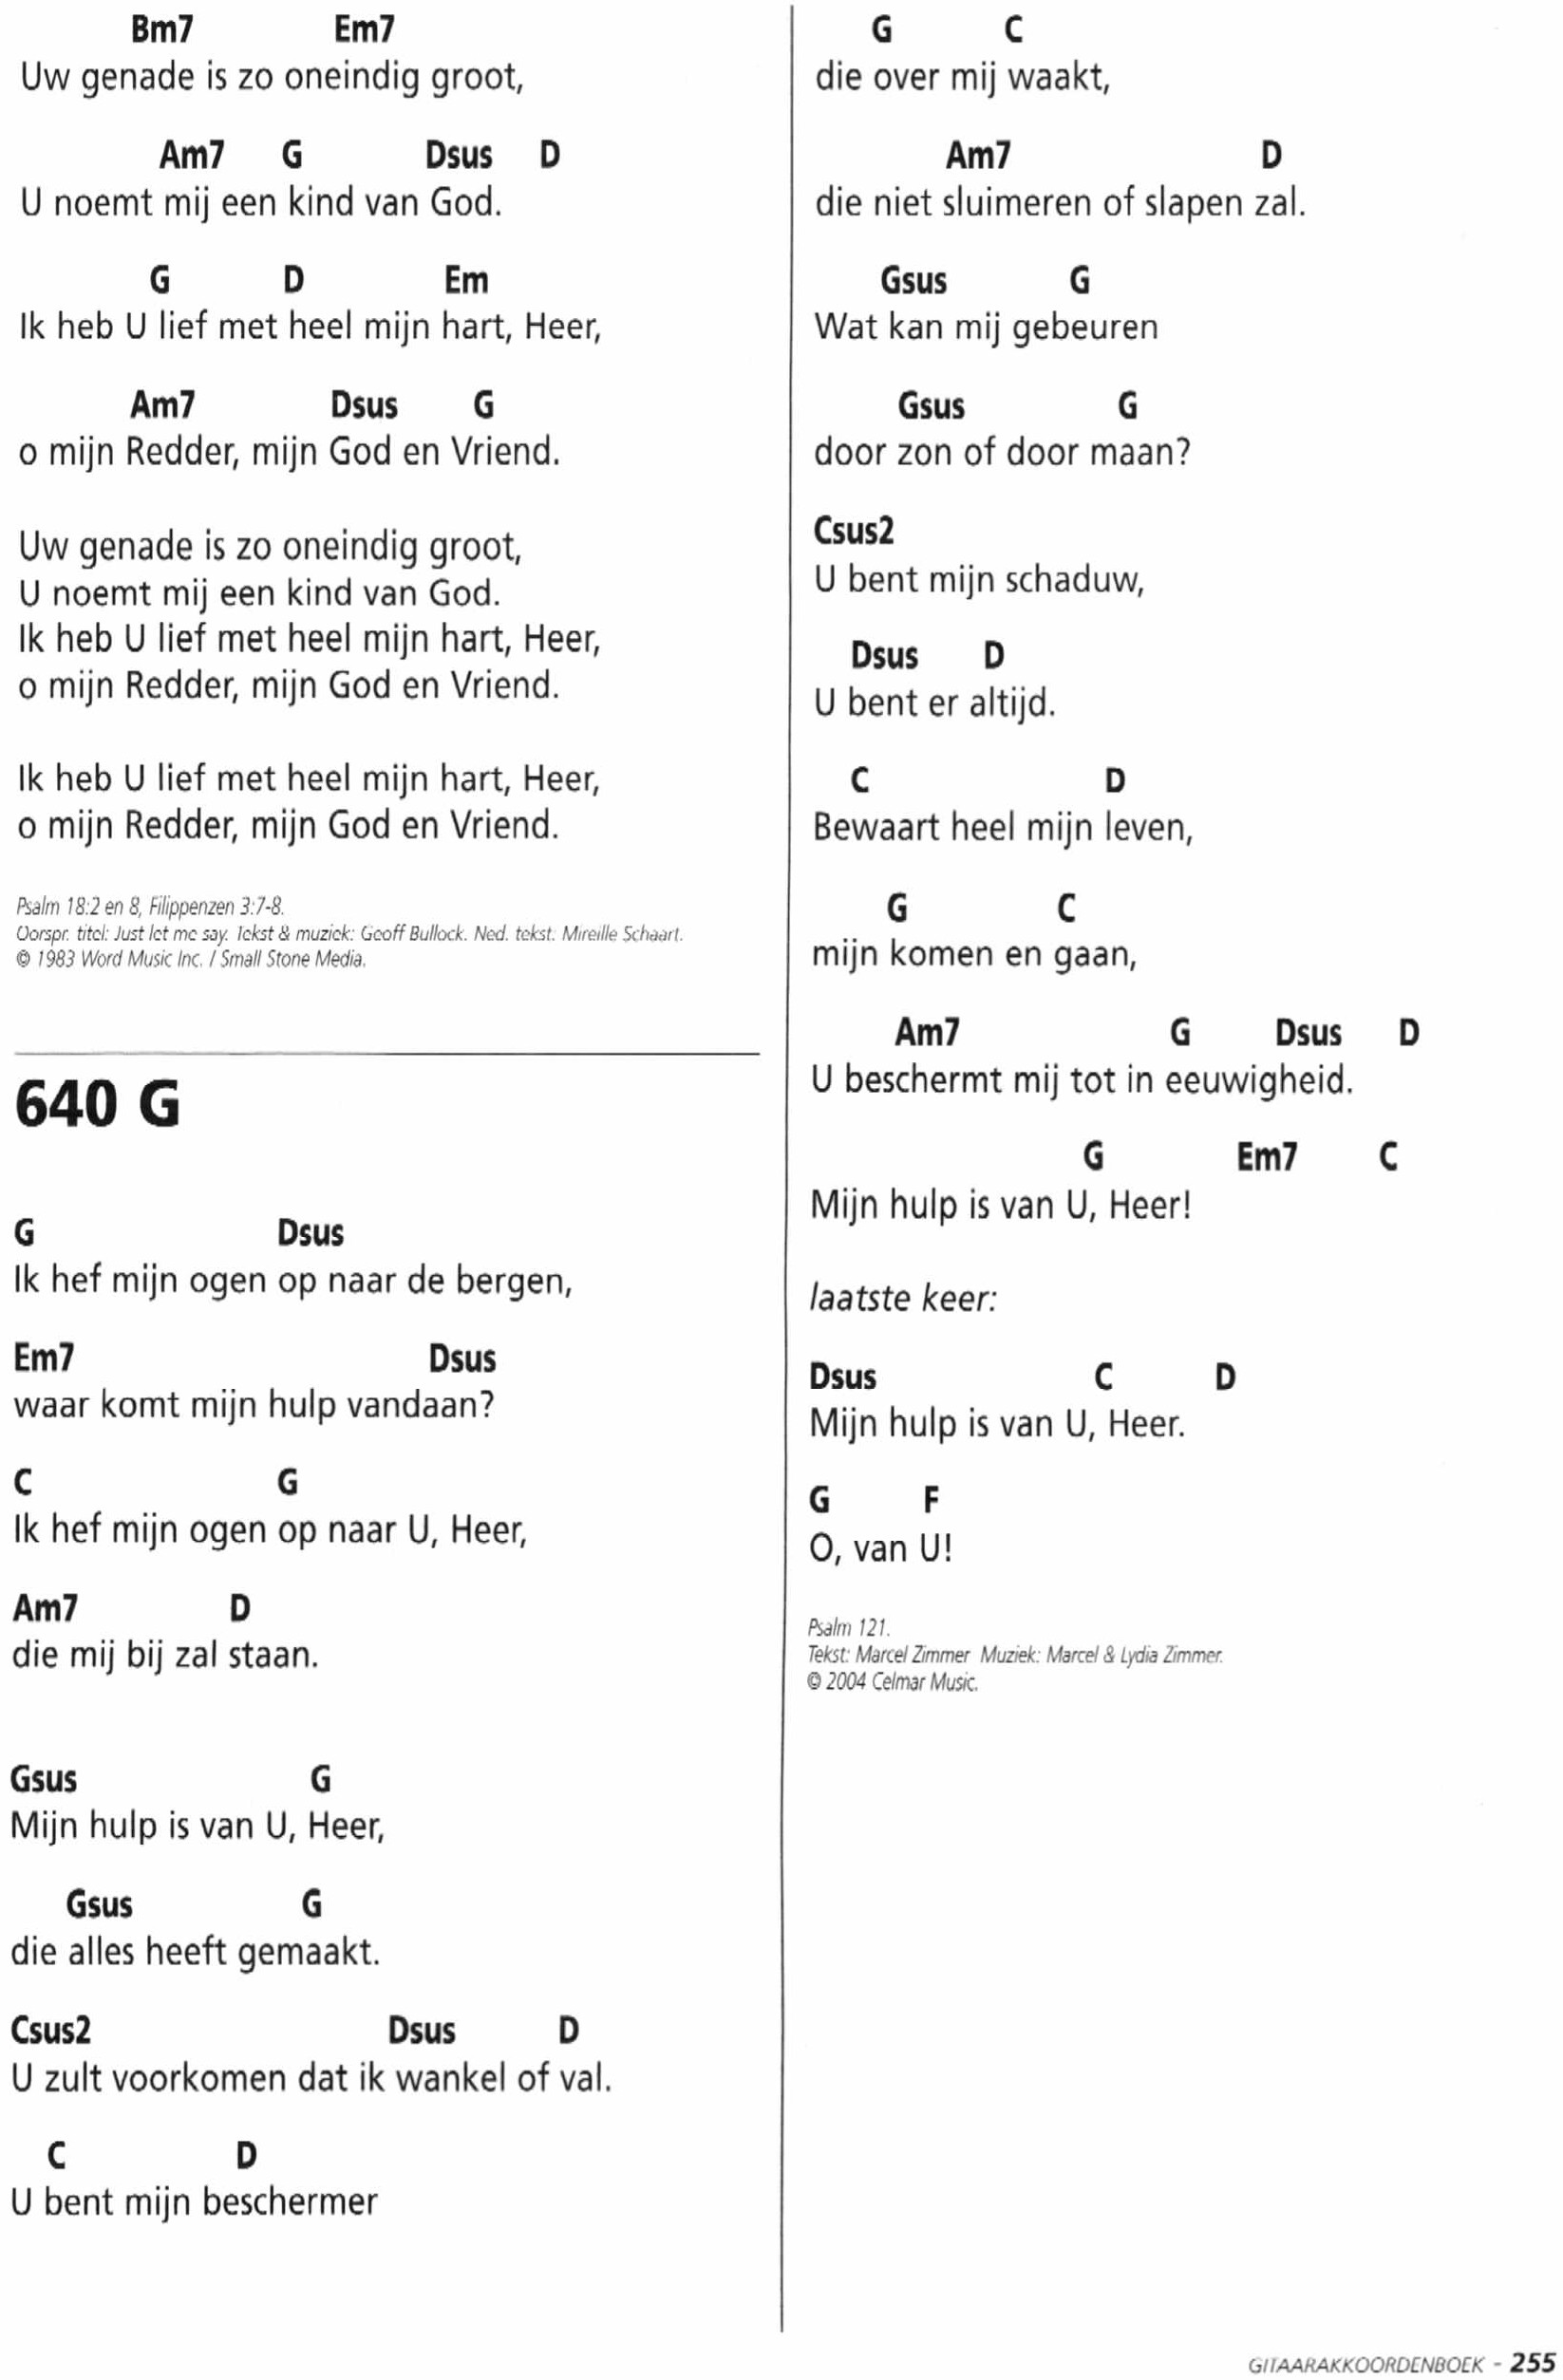 Bm7 Em7
Uw genade is zo oneindig groot,
Am7 G Dsus D
U noemt mij een kind van God.
G D Em
Ik heb U lief met heel mijn hart, Heer,
Am7 Dsus G
o mijn Redder, mijn God en Vriend.
Uw genade is zo oneindig groot,
U noemt mij een kind van God.
Ik heb U lief met heel mijn hart, Heer,
o mijn Redder, mijn God en Vriend.
Ik heb U lief met heel mijn hart, Heer,
o mijn Redder, mijn God en Vriend.
Psalm 18:2 en 8, Filippenzen 3:7-8.
Oorspr. titel: Just let me say. Tekst & muziek: Geoff Bullock. Ned. tekst: Mireille Schaart.
© 1983 Word Music Inc. / Small Stone Media.
640 G
G Dsus
Ik hef mijn ogen op naar de bergen,
Em7 Dsus
waar komt mijn hulp vandaan?
C G
Ik hef mijn ogen op naar U, Heer,
Am7 D
die mij bij zal staan.
Gsus G
Mijn hulp is van U, Heer,
Gsus G
die alles heeft gemaakt.
Csus2 Dsus D
U zult voorkomen dat ik wankel of val.
C D
U bent mijn beschermer
G C
die over mij waakt,
Am7 D
die niet sluimeren of slapen zal.
Gsus G
Wat kan mij gebeuren
Gsus G
door zon of door maan?
Csus2
U bent mijn schaduw,
Dsus D
U bent er altijd.
C D
Bewaart heel mijn leven,
G C
mijn komen en gaan,
Am7 G Dsus D
U beschermt mij tot in eeuwigheid.
G Em7 C
Mijn hulp is van U, Heer!
laatste keer:
Dsus C D
Mijn hulp is van U, Heer.
G F
O, van U!
Psalm 121.
Tekst: Marcel Zimmer Muziek: Marcel & Lydia Zimmer.
© 2004 Celmar Music.
GITAARAKKOORDENBOEK - 255